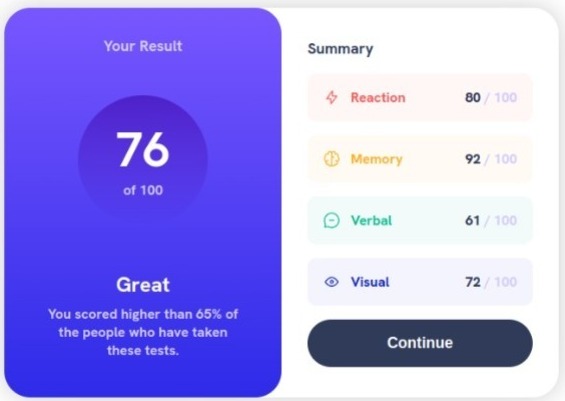 Your Result
76
of 100
Great
You scored higher than 65% of
the people who have taken
these tests.
Summary
Reaction 80 / 100
Memory 92 / 100
Verbal 61 / 100
Visual 72 / 100
Continue